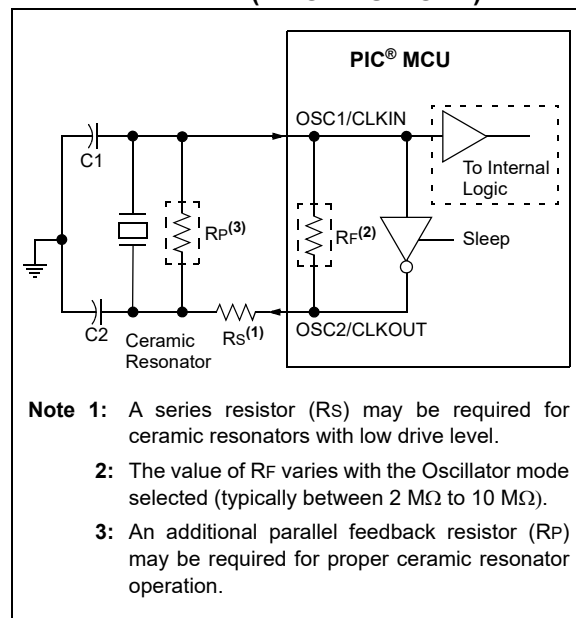 PIC® MCU
OSC1/CLKIN
C1
To Internal
Logic
RP(3)
RF(2)
Sleep
C2
Ceramic
Resonator
RS(1)
OSC2/CLKOUT
Note 1: A series resistor (RS) may be required for
ceramic resonators with low drive level.
2: The value of RF varies with the Oscillator mode
selected (typically between 2 MΩ to 10 MΩ).
3: An additional parallel feedback resistor (RP)
may be required for proper ceramic resonator
operation.